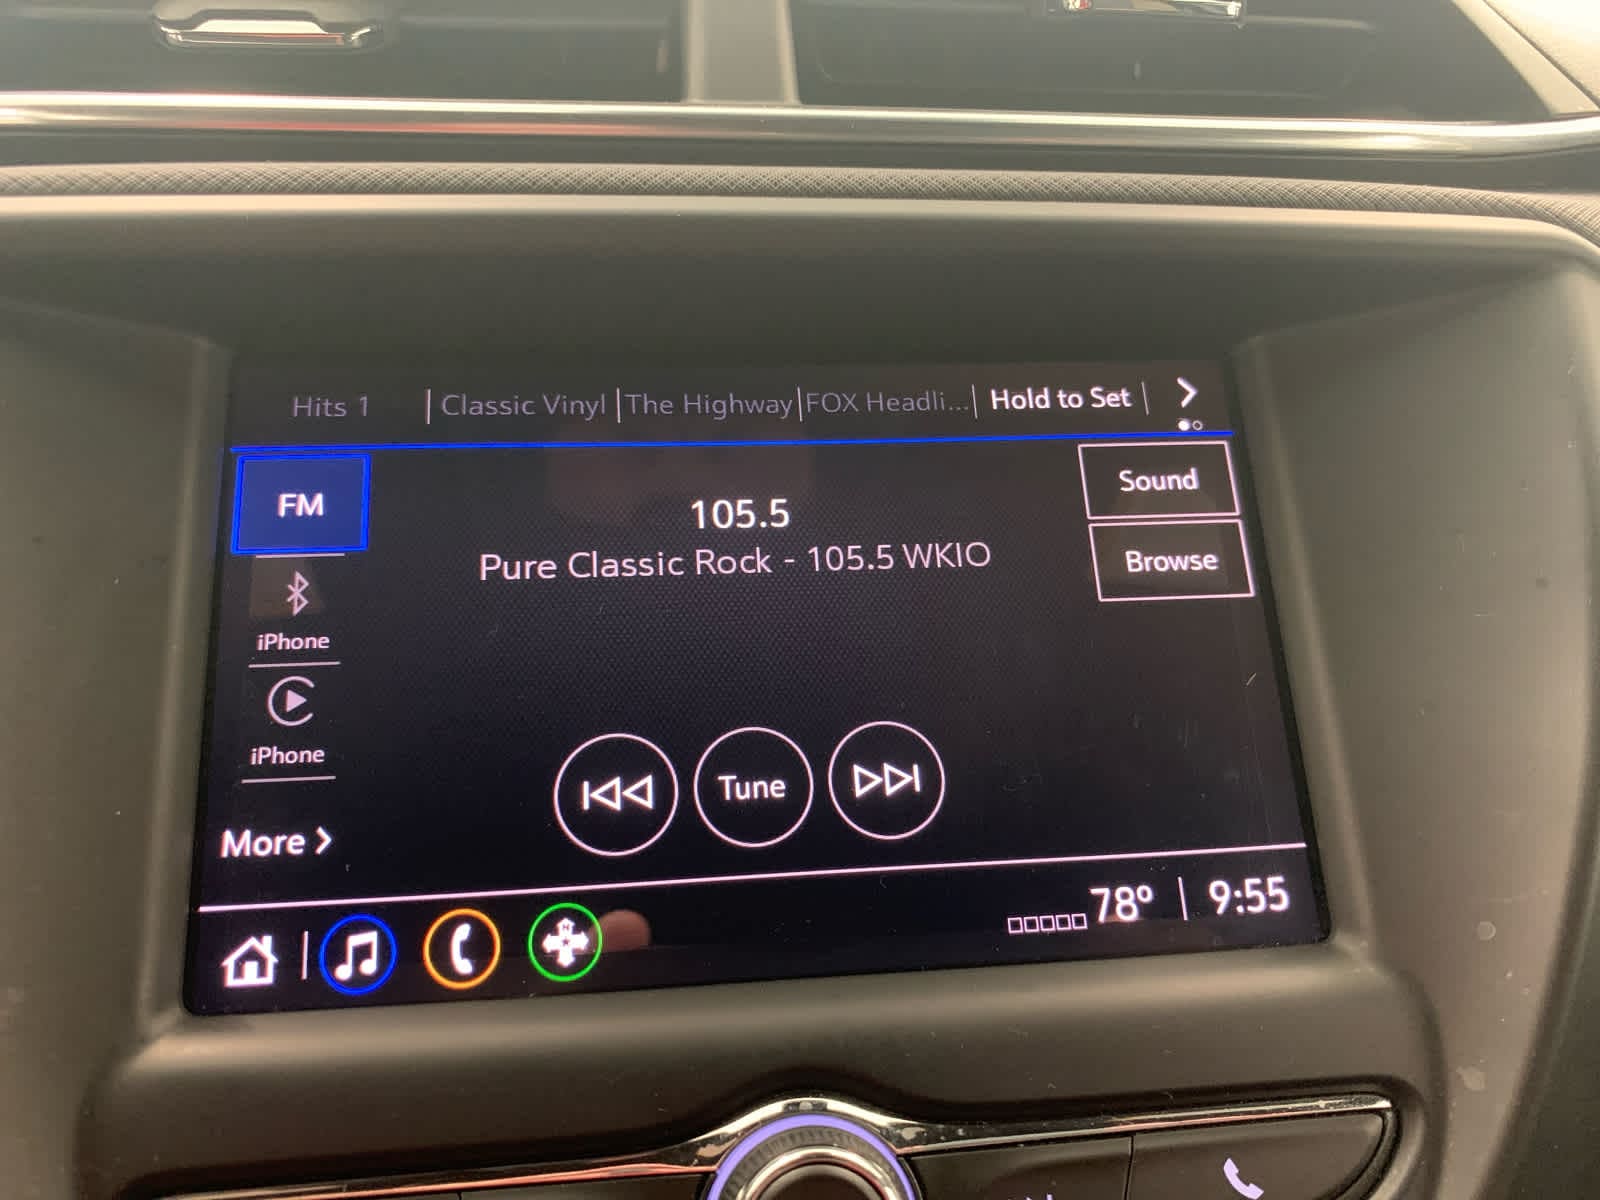 Hits 1 | Classic Vinyl | The Highway | FOX Headli... | Hold to Set |
FM
105.5
Pure Classic Rock - 105.5 WKIO
Sound
Browse
iPhone
iPhone
Tune
More
78° | 9:55